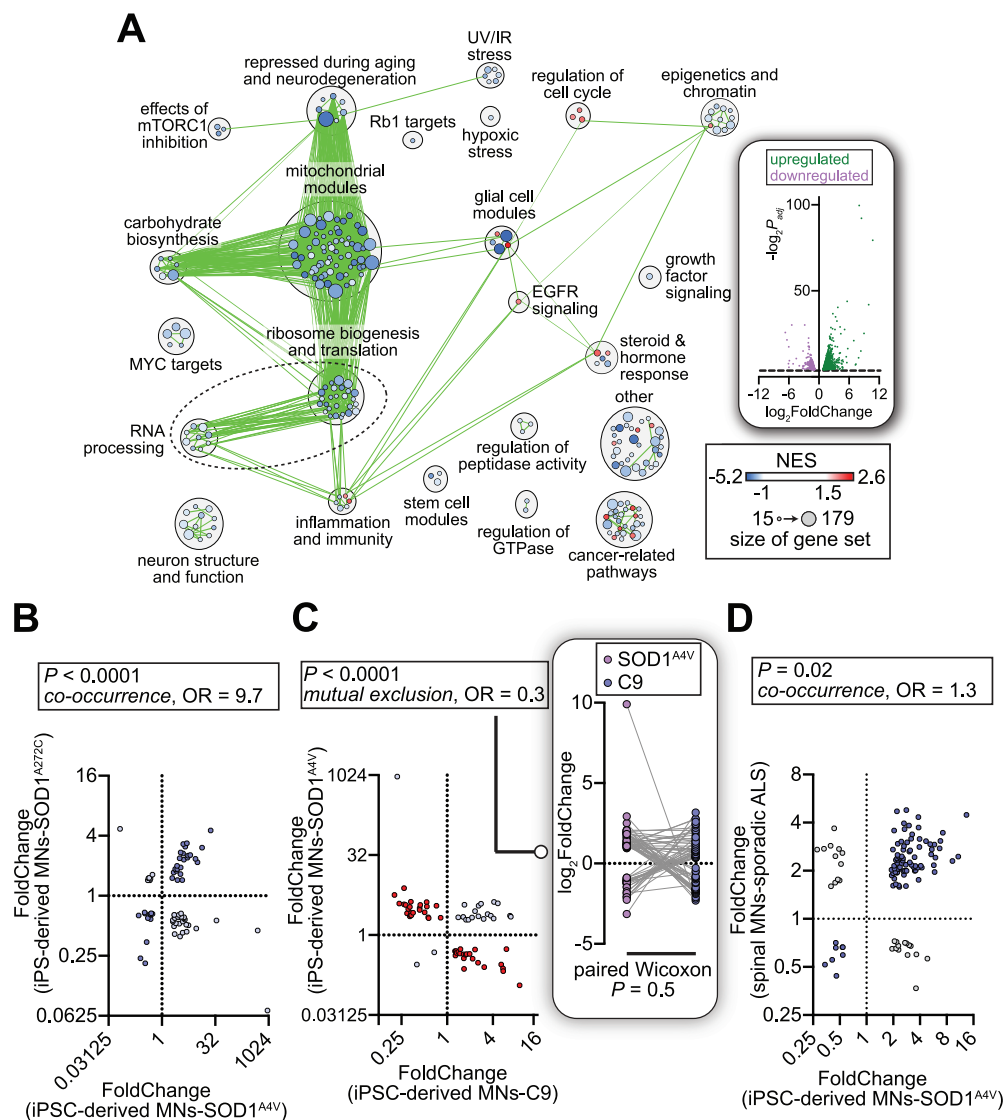 A
UV/IR
stress
repressed during aging
and neurodegeneration
regulation of
cell cycle
epigenetics and
chromatin
effects of
mTORC1
inhibition
Rb1 targets
hypoxic
stress
upregulated
downregulated
mitochondrial
modules
glial cell
modules
carbohydrate
biosynthesis
growth
factor
signaling
EGFR
signaling
ribosome biogenesis
and translation
MYC targets
steroid &
hormone
response
other
RNA
processing
regulation of
peptidase activity
stem cell
modules
inflammation
and immunity
regulation of
GTPase
cancer-related
pathways
neuron structure
and function
-log2Padj
100
50
-12 -6 0 6 12
log2FoldChange
NES
-5.2 2.6
-1 1.5
15 179
size of gene set
B
P < 0.0001
co-occurrence, OR = 9.7
FoldChange
(iPS-derived MNs-SOD1A272C)
16
4
1
0.25
0.0625
0.03125 1 32 1024
FoldChange
(iPSC-derived MNs-SOD1A4V)
C
P < 0.0001
mutual exclusion, OR = 0.3
FoldChange
(iPS-derived MNs-SOD1A4V)
1024
32
1
0.03125
0.25 1 4 16
FoldChange
(iPSC-derived MNs-C9)
SOD1A4V
C9
log2FoldChange
10
5
0
-5
paired Wicoxon
P = 0.5
D
P = 0.02
co-occurrence, OR = 1.3
FoldChange
(spinal MNs-sporadic ALS)
8
4
2
1
0.5
0.25
0.25 0.5 1 2 4 8 16
FoldChange
(iPSC-derived MNs-SOD1A4V)